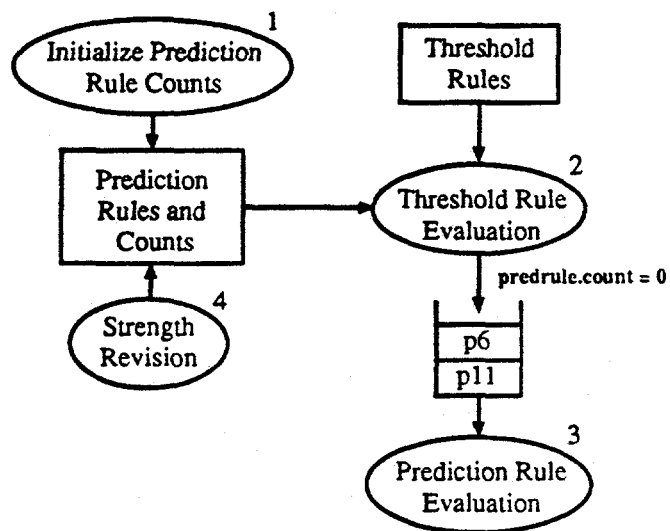 1
Initialize Prediction
Rule Counts
Threshold
Rules
Prediction
Rules and
Counts
2
Threshold Rule
Evaluation
predrule.count = 0
4
Strength
Revision
p6
p11
3
Prediction Rule
Evaluation